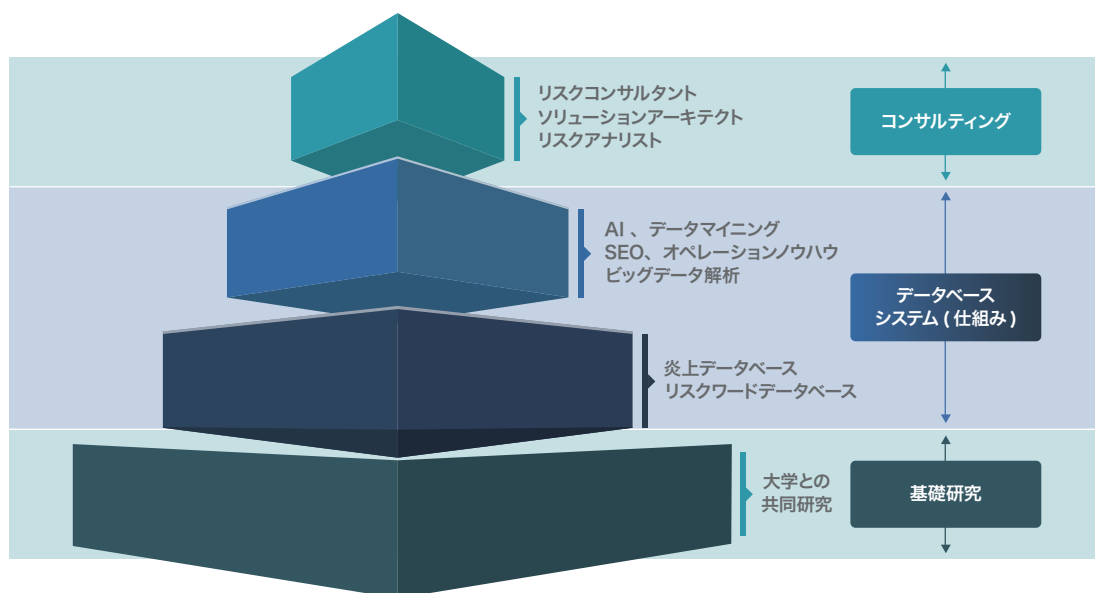 リスクコンサルタント
ソリューションアーキテクト
リスクアナリスト
コンサルティング
AI 、データマイニング
SEO、オペレーションノウハウ
ビッグデータ解析
データベース
システム ( 仕組み )
炎上データベース
リスクワードデータベース
大学との
共同研究
基礎研究